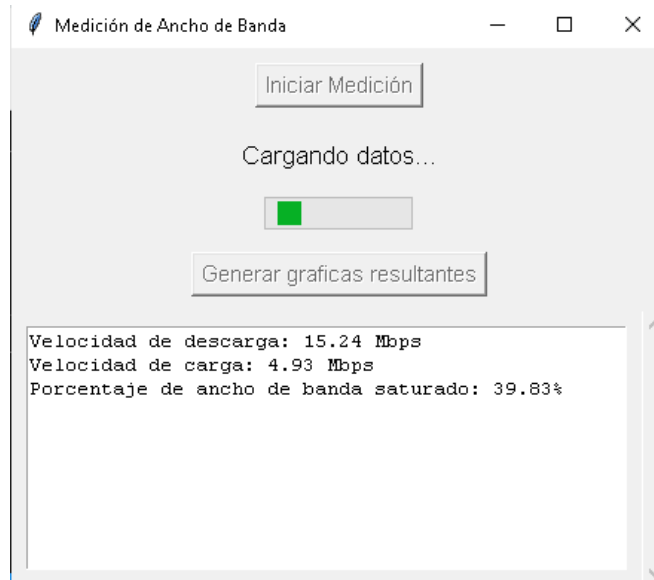 Medición de Ancho de Banda
Iniciar Medición
Cargando datos...
Generar graficas resultantes
Velocidad de descarga: 15.24 Mbps
Velocidad de carga: 4.93 Mbps
Porcentaje de ancho de banda saturado: 39.83%